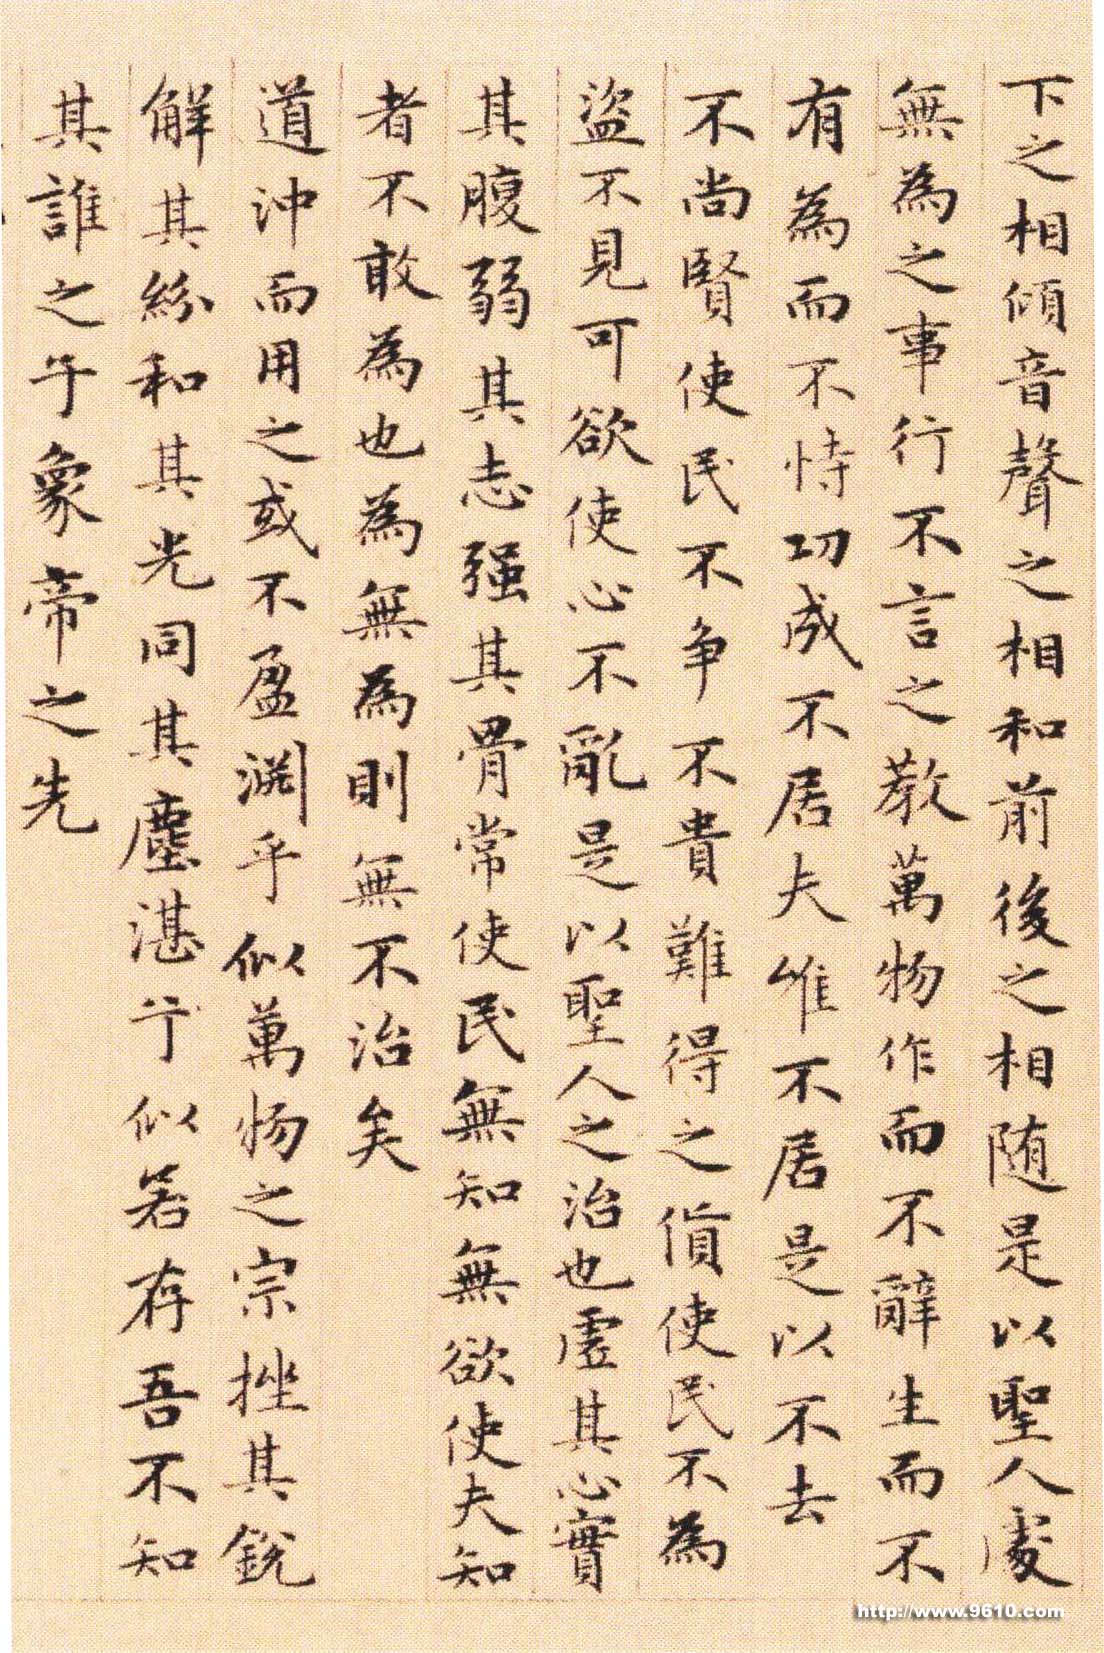 下之相傾音聲之相和前後之相随是以聖人處
無為之事行不言之教萬物作而不辭生而不
有為而不恃功成不居夫唯不居是以不去
不尚賢使民不争不貴難得之貨使民不為
盜不見可欲使心不亂是以聖人之治也虛其心實
其腹弱其志强其骨常使民無知無欲使夫知
者不敢為也為無為則無不治矣
道沖而用之或不盈淵乎似萬物之宗挫其銳
解其紛和其光同其塵湛兮似若存吾不知
其誰之子象帝之先
http://www.9610.com